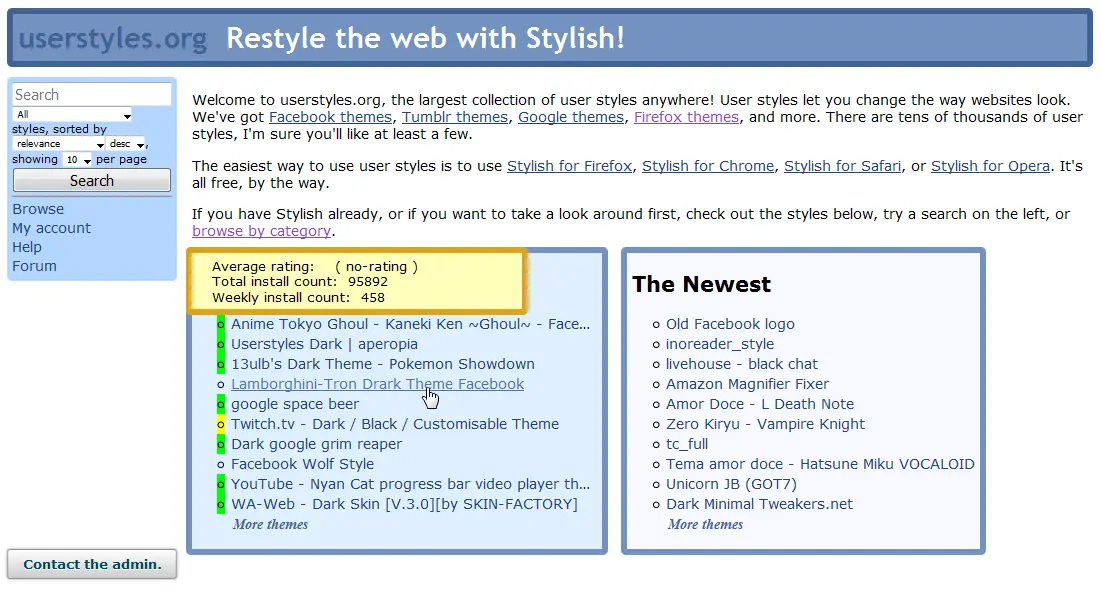 userstyles.org Restyle the web with Stylish!
Search
All
styles, sorted by
relevance desc ,
showing 10 per page
Search
Browse
My account
Help
Forum
Contact the admin.
Welcome to userstyles.org, the largest collection of user styles anywhere! User styles let you change the way websites look.
We've got Facebook themes, Tumblr themes, Google themes, Firefox themes, and more. There are tens of thousands of user
styles, I'm sure you'll like at least a few.
The easiest way to use user styles is to use Stylish for Firefox, Stylish for Chrome, Stylish for Safari, or Stylish for Opera. It's
all free, by the way.
If you have Stylish already, or if you want to take a look around first, check out the styles below, try a search on the left, or
browse by category.
Average rating: ( no-rating )
Total install count: 95892
Weekly install count: 458
Anime Tokyo Ghoul - Kaneki Ken ~Ghoul~ - Face...
Userstyles Dark | aperopia
13ulb's Dark Theme - Pokemon Showdown
Lamborghini-Tron Drark Theme Facebook
google space beer
Twitch.tv - Dark / Black / Customisable Theme
Dark google grim reaper
Facebook Wolf Style
YouTube - Nyan Cat progress bar video player th...
WA-Web - Dark Skin [V.3.0][by SKIN-FACTORY]
More themes
The Newest
Old Facebook logo
inoreader_style
livehouse - black chat
Amazon Magnifier Fixer
Amor Doce - L Death Note
Zero Kiryu - Vampire Knight
tc_full
Tema amor doce - Hatsune Miku VOCALOID
Unicorn JB (GOT7)
Dark Minimal Tweakers.net
More themes